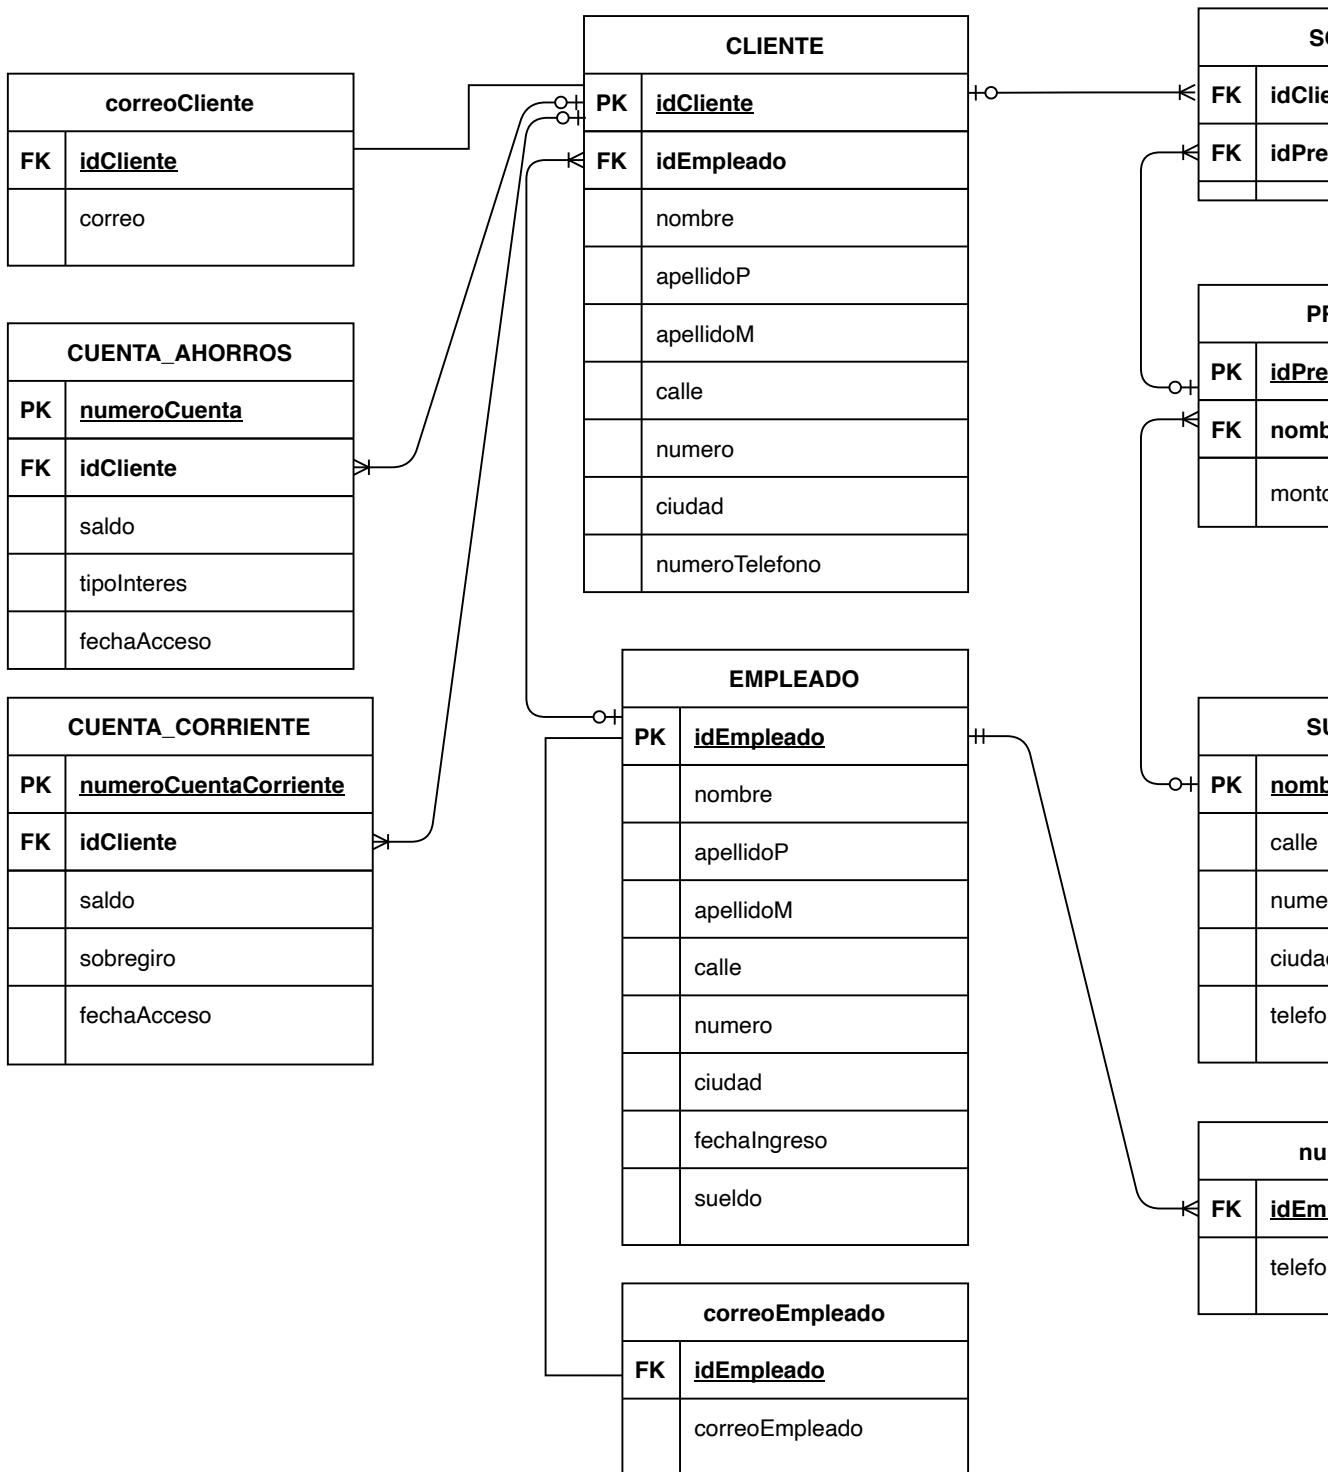 correoCliente
FK idCliente
correo
CUENTA_AHORROS
PK numeroCuenta
FK idCliente
saldo
tipoInteres
fechaAcceso
CUENTA_CORRIENTE
PK numeroCuentaCorriente
FK idCliente
saldo
sobregiro
fechaAcceso
CLIENTE
PK idCliente
FK idEmpleado
nombre
apellidoP
apellidoM
calle
numero
ciudad
numeroTelefono
EMPLEADO
PK idEmpleado
nombre
apellidoP
apellidoM
calle
numero
ciudad
fechaIngreso
sueldo
correoEmpleado
FK idEmpleado
correoEmpleado
FK
FK
PK
FK
PK
calle
FK